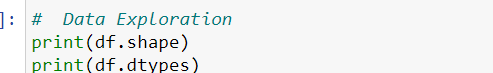 ]: # Data Exploration
print(df.shape)
print(df.dtypes)